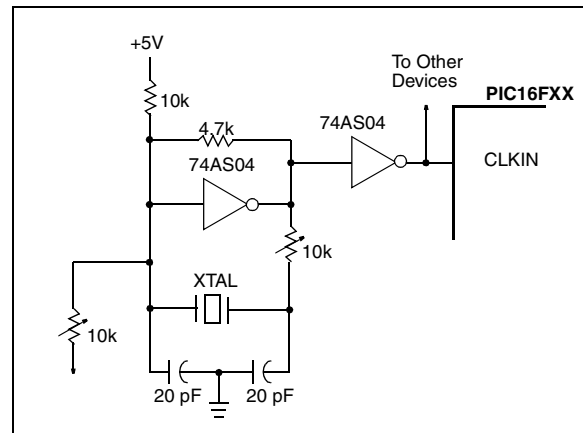 +5V
To Other
Devices
PIC16FXX
10k
4.7k
74AS04
74AS04
CLKIN
10k
XTAL
10k
20 pF
20 pF